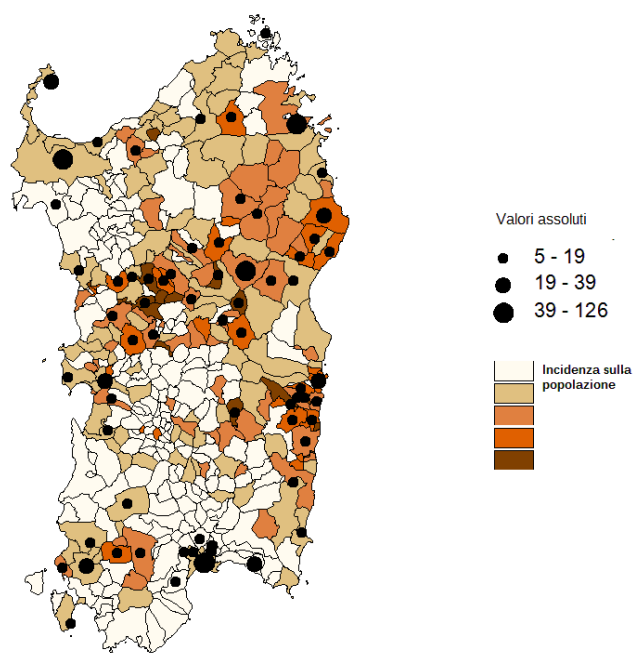 Valori assoluti
5 - 19
19 - 39
39 - 126
Incidenza sulla
popolazione